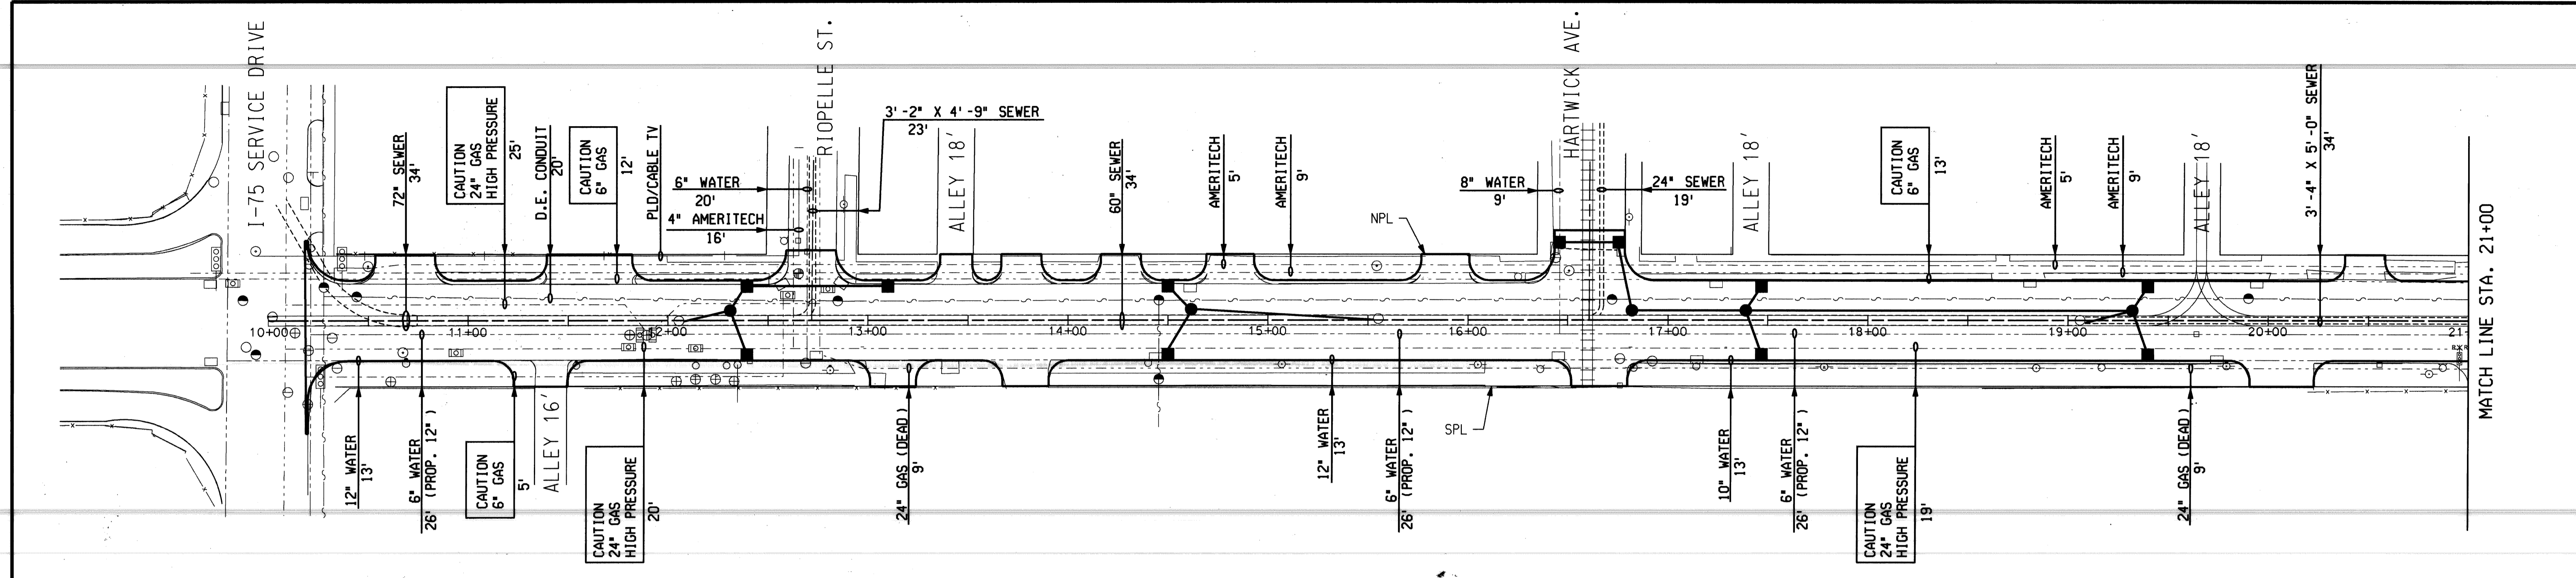 I-75 SERVICE DRIVE
72" SEWER
34'
CAUTION
24" GAS
HIGH PRESSURE
25'
D.E. CONDUIT
20'
CAUTION
6" GAS
12'
PLD/CABLE TV
6" WATER
20'
4" AMERITECH
16'
RIOPELLE ST.
3'-2" X 4'-9" SEWER
23'
ALLEY 18'
60" SEWER
34'
AMERITECH
5'
AMERITECH
9'
NPL
8" WATER
9'
HARTWICK AVE.
24" SEWER
19'
ALLEY 18'
CAUTION
6" GAS
13'
AMERITECH
5'
AMERITECH
9'
ALLEY 18'
3'-4" X 5'-0" SEWER
34'
MATCH LINE STA. 21+00
10+00
11+00
12+00
13+00
14+00
15+00
16+00
17+00
18+00
19+00
20+00
21
12" WATER
13'
6" WATER
26' (PROP. 12")
CAUTION
6" GAS
5'
ALLEY 16'
CAUTION
24" GAS
HIGH PRESSURE
20'
24" GAS (DEAD)
9'
12" WATER
13'
6" WATER
26' (PROP. 12")
SPL
10" WATER
13'
6" WATER
26' (PROP. 12")
CAUTION
24" GAS
HIGH PRESSURE
19'
24" GAS (DEAD)
9'